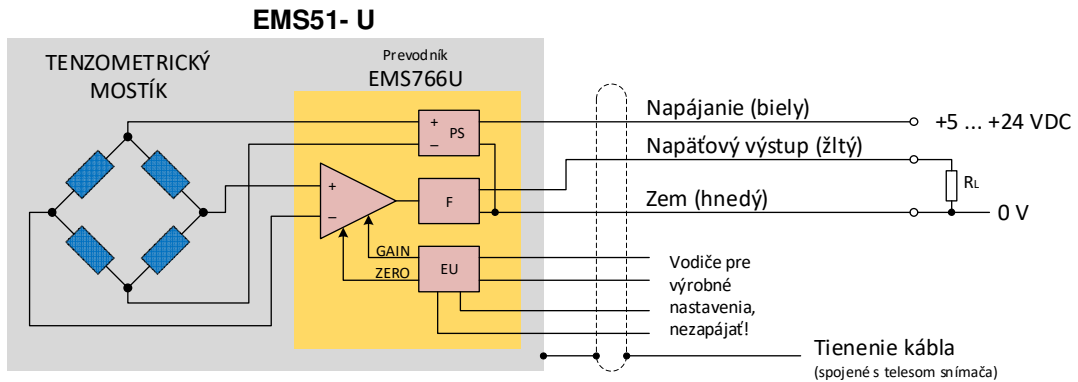 EMS51- U
TENZOMETRICKÝ
MOSTÍK
Prevodník
EMS766U
+
−
PS
+
−
F
GAIN
ZERO
EU
Napájanie (biely)
+5 ... +24 VDC
Napäťový výstup (žltý)
RL
Zem (hnedý)
0 V
Vodiče pre
výrobné
nastavenia,
nezapájať!
Tienenie kábla
(spojené s telesom snímača)